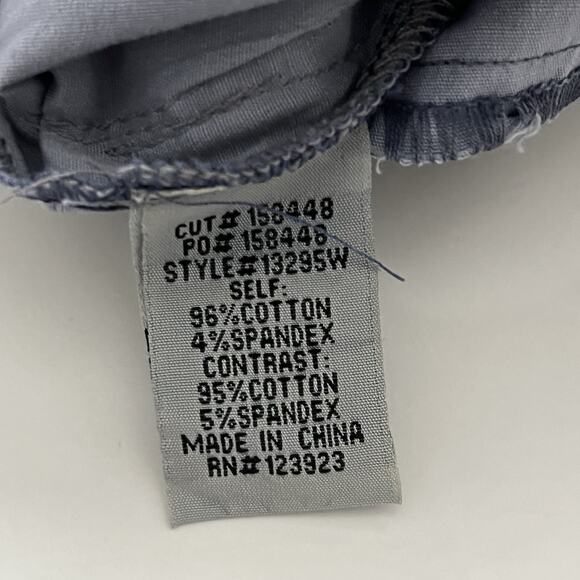 CUT# 158448
PO# 158448
STYLE#13295W
SELF:
96%COTTON
4%SPANDEX
CONTRAST:
95%COTTON
5%SPANDEX
MADE IN CHINA
RN#123923